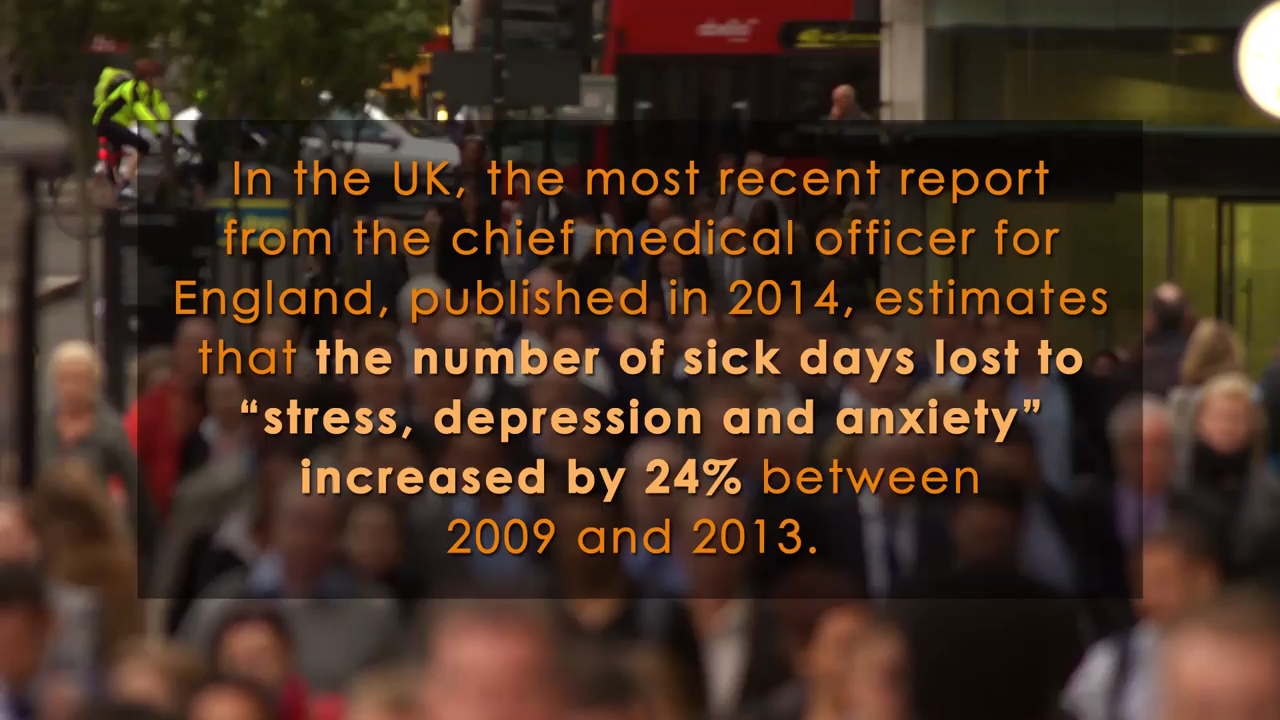 In the UK, the most recent report
from the chief medical officer for
England, published in 2014, estimates
that the number of sick days lost to
“stress, depression and anxiety”
increased by 24% between
2009 and 2013.